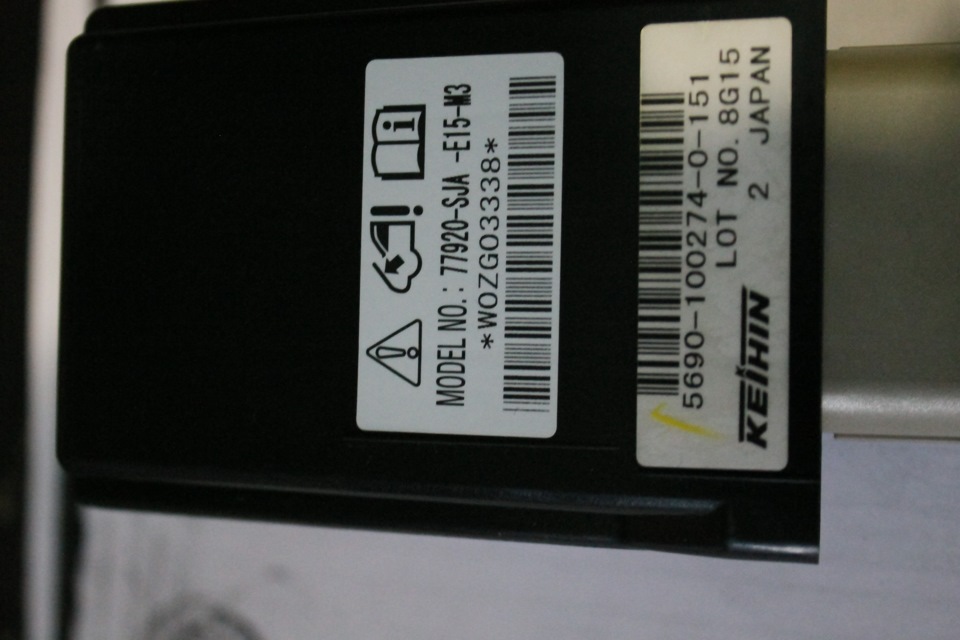 MODEL NO.: 77920-SJA -E15-M3
*W0ZG03338*
5690-100274-0-151
LOT NO. 8G15
KEIHIN 2 JAPAN